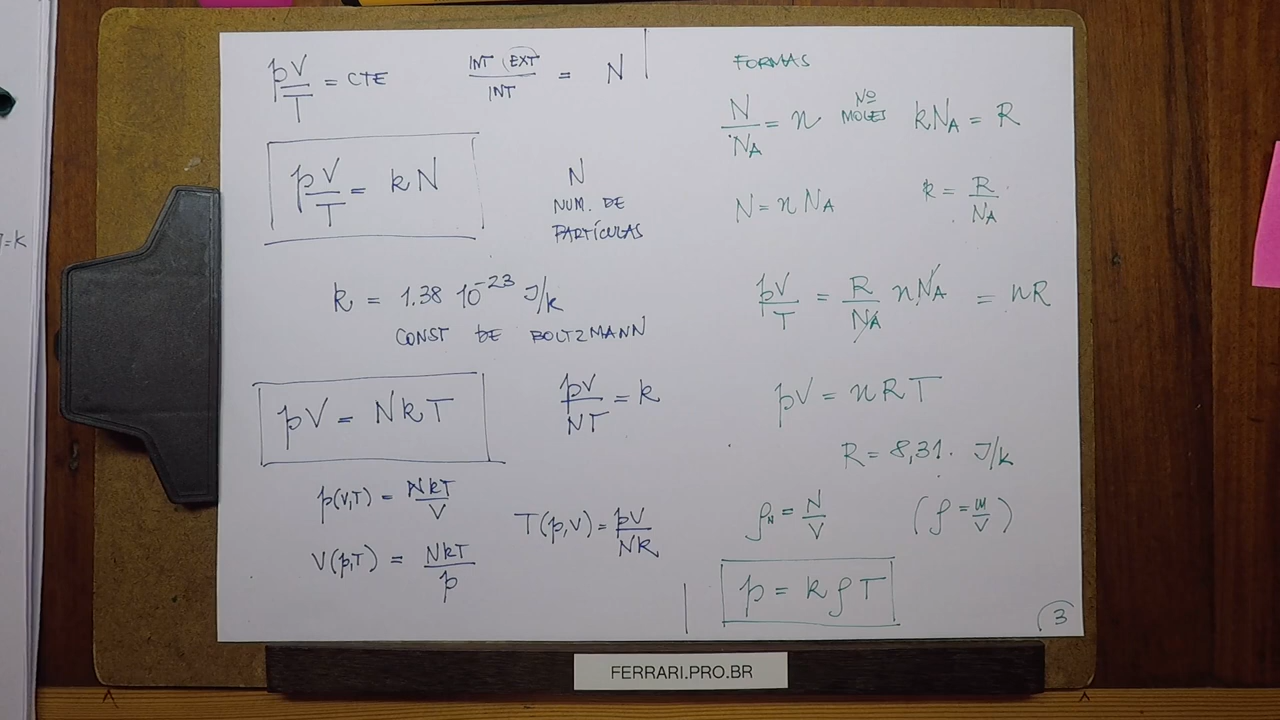 pV/T = CTE
INT (EXT)/INT = N
pV/T = kN
N
NUM. DE
PARTÍCULAS
k = 1.38 10⁻²³ J/k
CONST DE BOLTZMANN
pV = NkT
pV/NT = k
p(V,T) = NkT/V
T(p,V) = pV/Nk
V(p,T) = NkT/p
FORMAS
N/NA = n Nº MOLES kNA = R
N = n NA
k = R/NA
pV/T = R/NA nNA = nR
pV = nRT
R = 8,31. J/k
ρN = N/V (ρ = m/V)
p = kρT
3
FERRARI.PRO.BR
=k